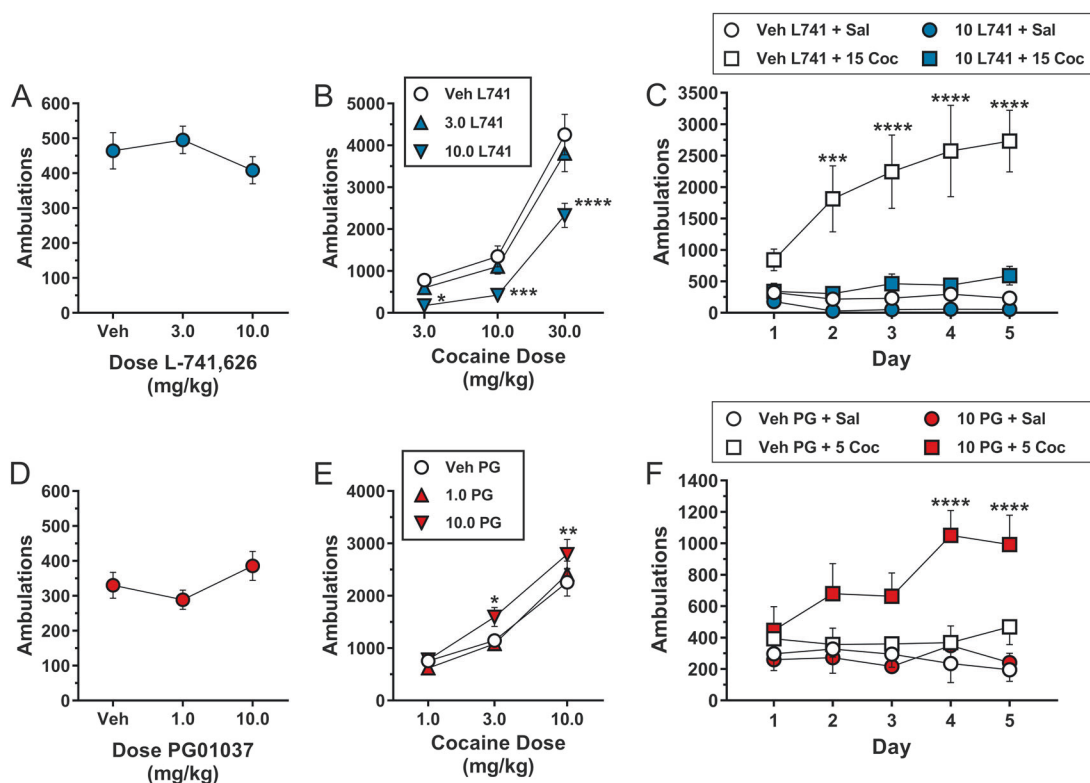 A
600
500
400
300
200
100
0
Ambulations
Veh
3.0
10.0
Dose L-741,626
(mg/kg)
B
Veh L741
3.0 L741
10.0 L741
5000
4000
3000
2000
1000
0
Ambulations
*
***
****
3.0
10.0
30.0
Cocaine Dose
(mg/kg)
Veh L741 + Sal
10 L741 + Sal
Veh L741 + 15 Coc
10 L741 + 15 Coc
C
3500
3000
2500
2000
1500
1000
500
0
Ambulations
***
****
****
****
1
2
3
4
5
Day
D
600
500
400
300
200
100
0
Ambulations
Veh
1.0
10.0
Dose PG01037
(mg/kg)
E
Veh PG
1.0 PG
10.0 PG
4000
3000
2000
1000
0
Ambulations
*
**
1.0
3.0
10.0
Cocaine Dose
(mg/kg)
Veh PG + Sal
10 PG + Sal
Veh PG + 5 Coc
10 PG + 5 Coc
F
1400
1200
1000
800
600
400
200
0
Ambulations
****
****
1
2
3
4
5
Day